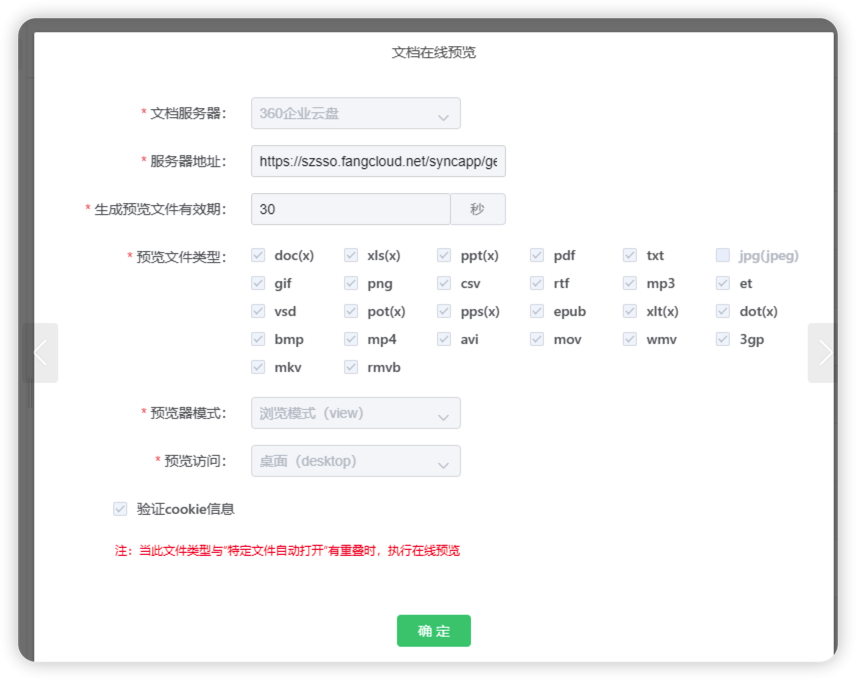 文档在线预览
* 文档服务器： 360企业云盘
* 服务器地址： https://szsso.fangcloud.net/syncapp/ge
* 生成预览文件有效期： 30 秒
* 预览文件类型： doc(x) xls(x) ppt(x) pdf txt jpg(jpeg)
gif png csv rtf mp3 et
vsd pot(x) pps(x) epub xlt(x) dot(x)
bmp mp4 avi mov wmv 3gp
mkv rmvb
* 预览器模式： 浏览模式（view）
* 预览访问： 桌面（desktop）
验证cookie信息
注：当此文件类型与“特定文件自动打开”有重叠时，执行在线预览
确 定